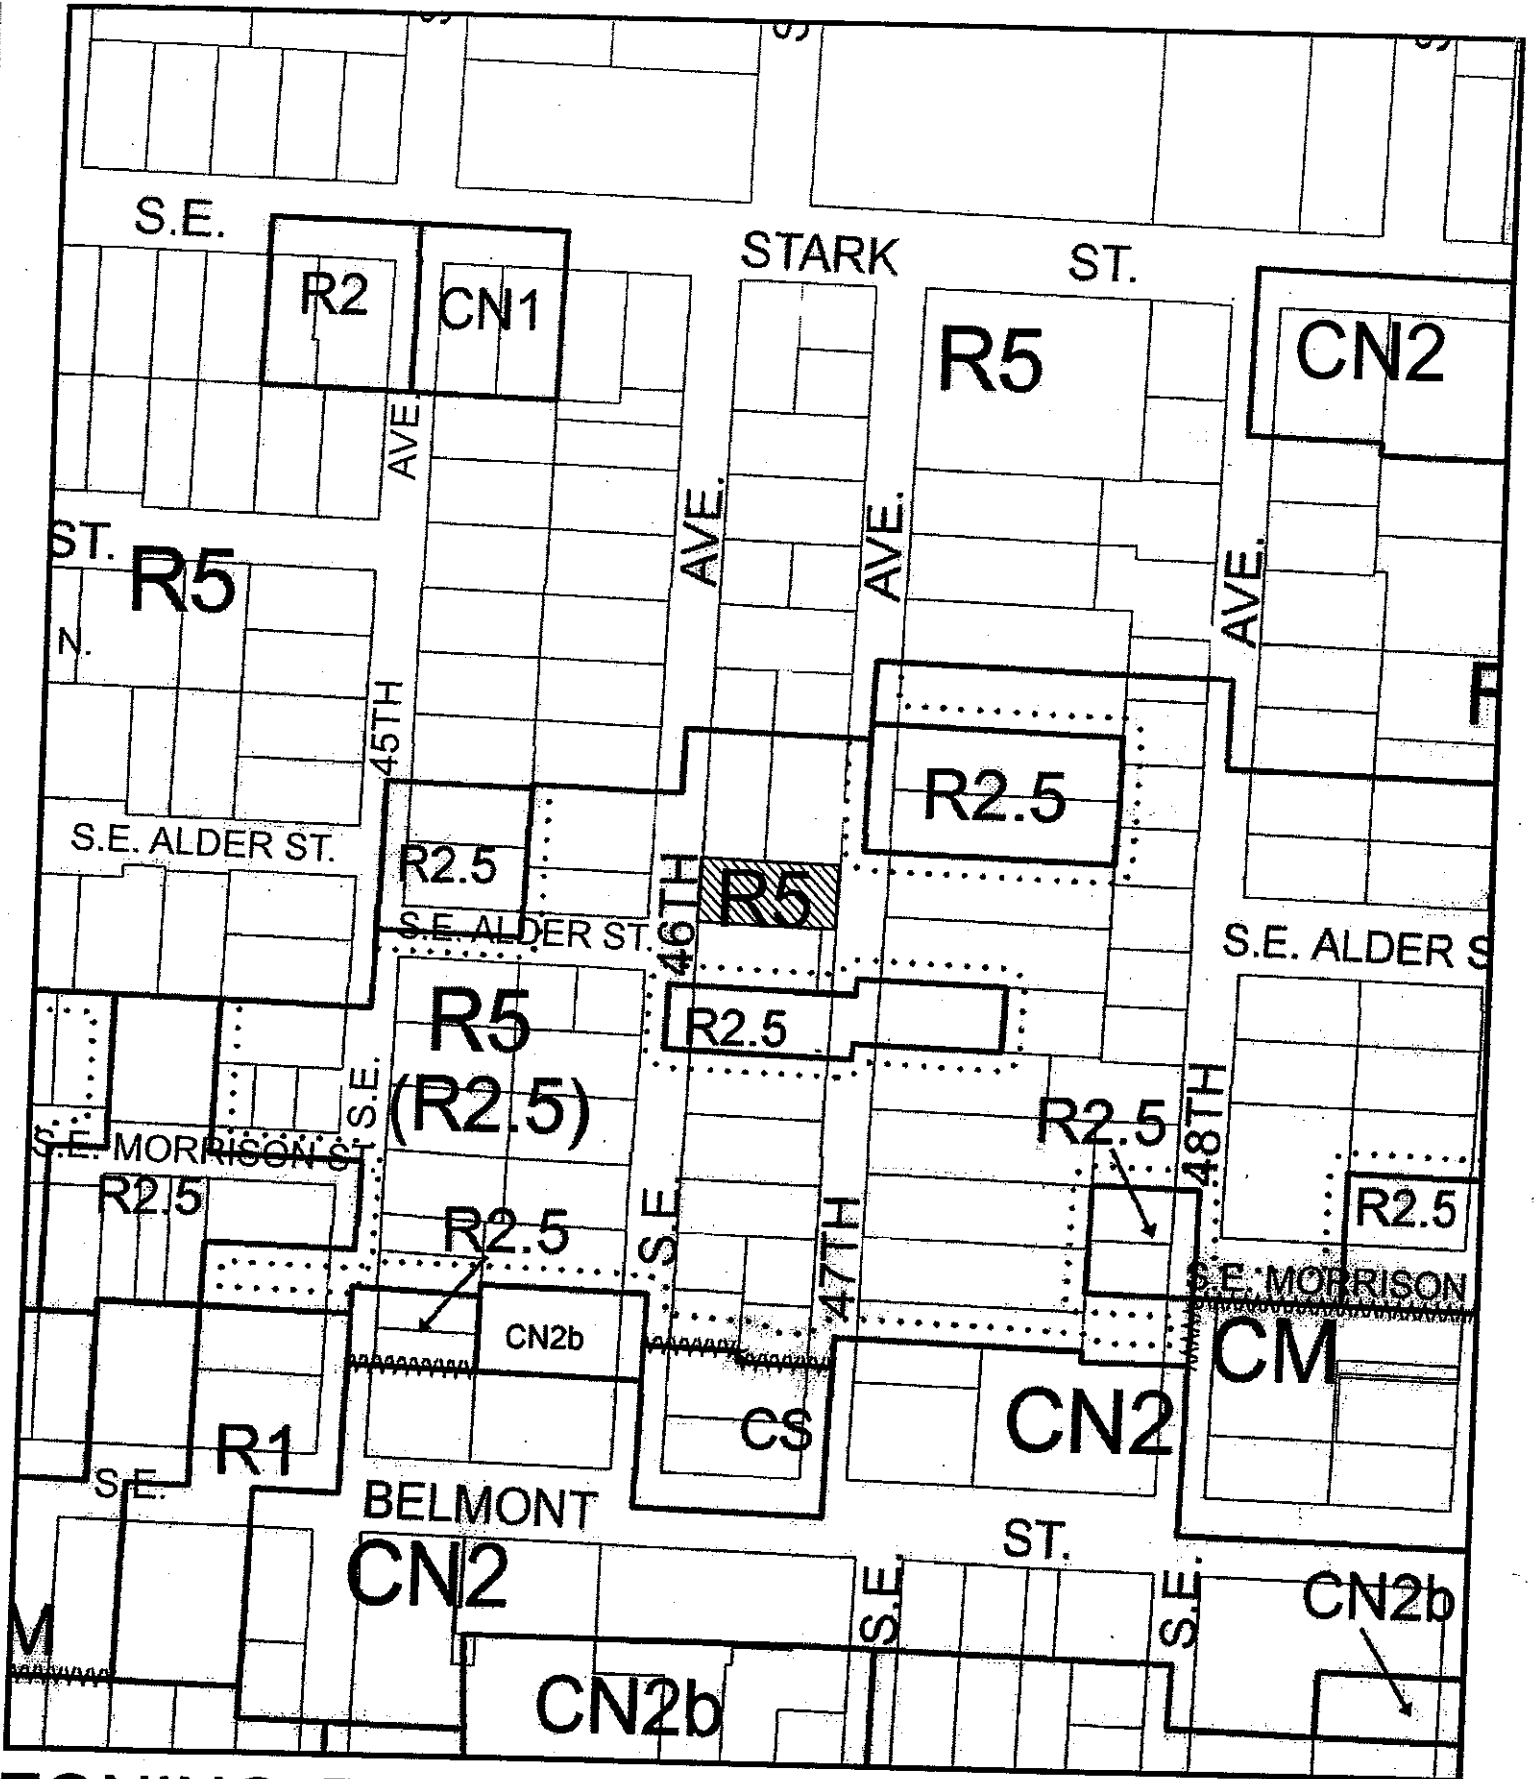 S.E.
STARK
ST.
R2
CN1
R5
CN2
AVE.
AVE.
AVE.
AVE.
ST.
R5
N.
45TH
R2.5
S.E. ALDER ST.
R2.5
46TH
R5
S.E. ALDER ST.
S.E. ALDER S
R5
(R2.5)
R2.5
S.E.
R2.5
48TH
S.E. MORRISON ST
R2.5
R2.5
S.E.
47TH
R2.5
S.E. MORRISON
CN2b
CM
R1
CS
CN2
S.E.
BELMONT
ST.
CN2
S.E.
S.E.
CN2b
M
CN2b